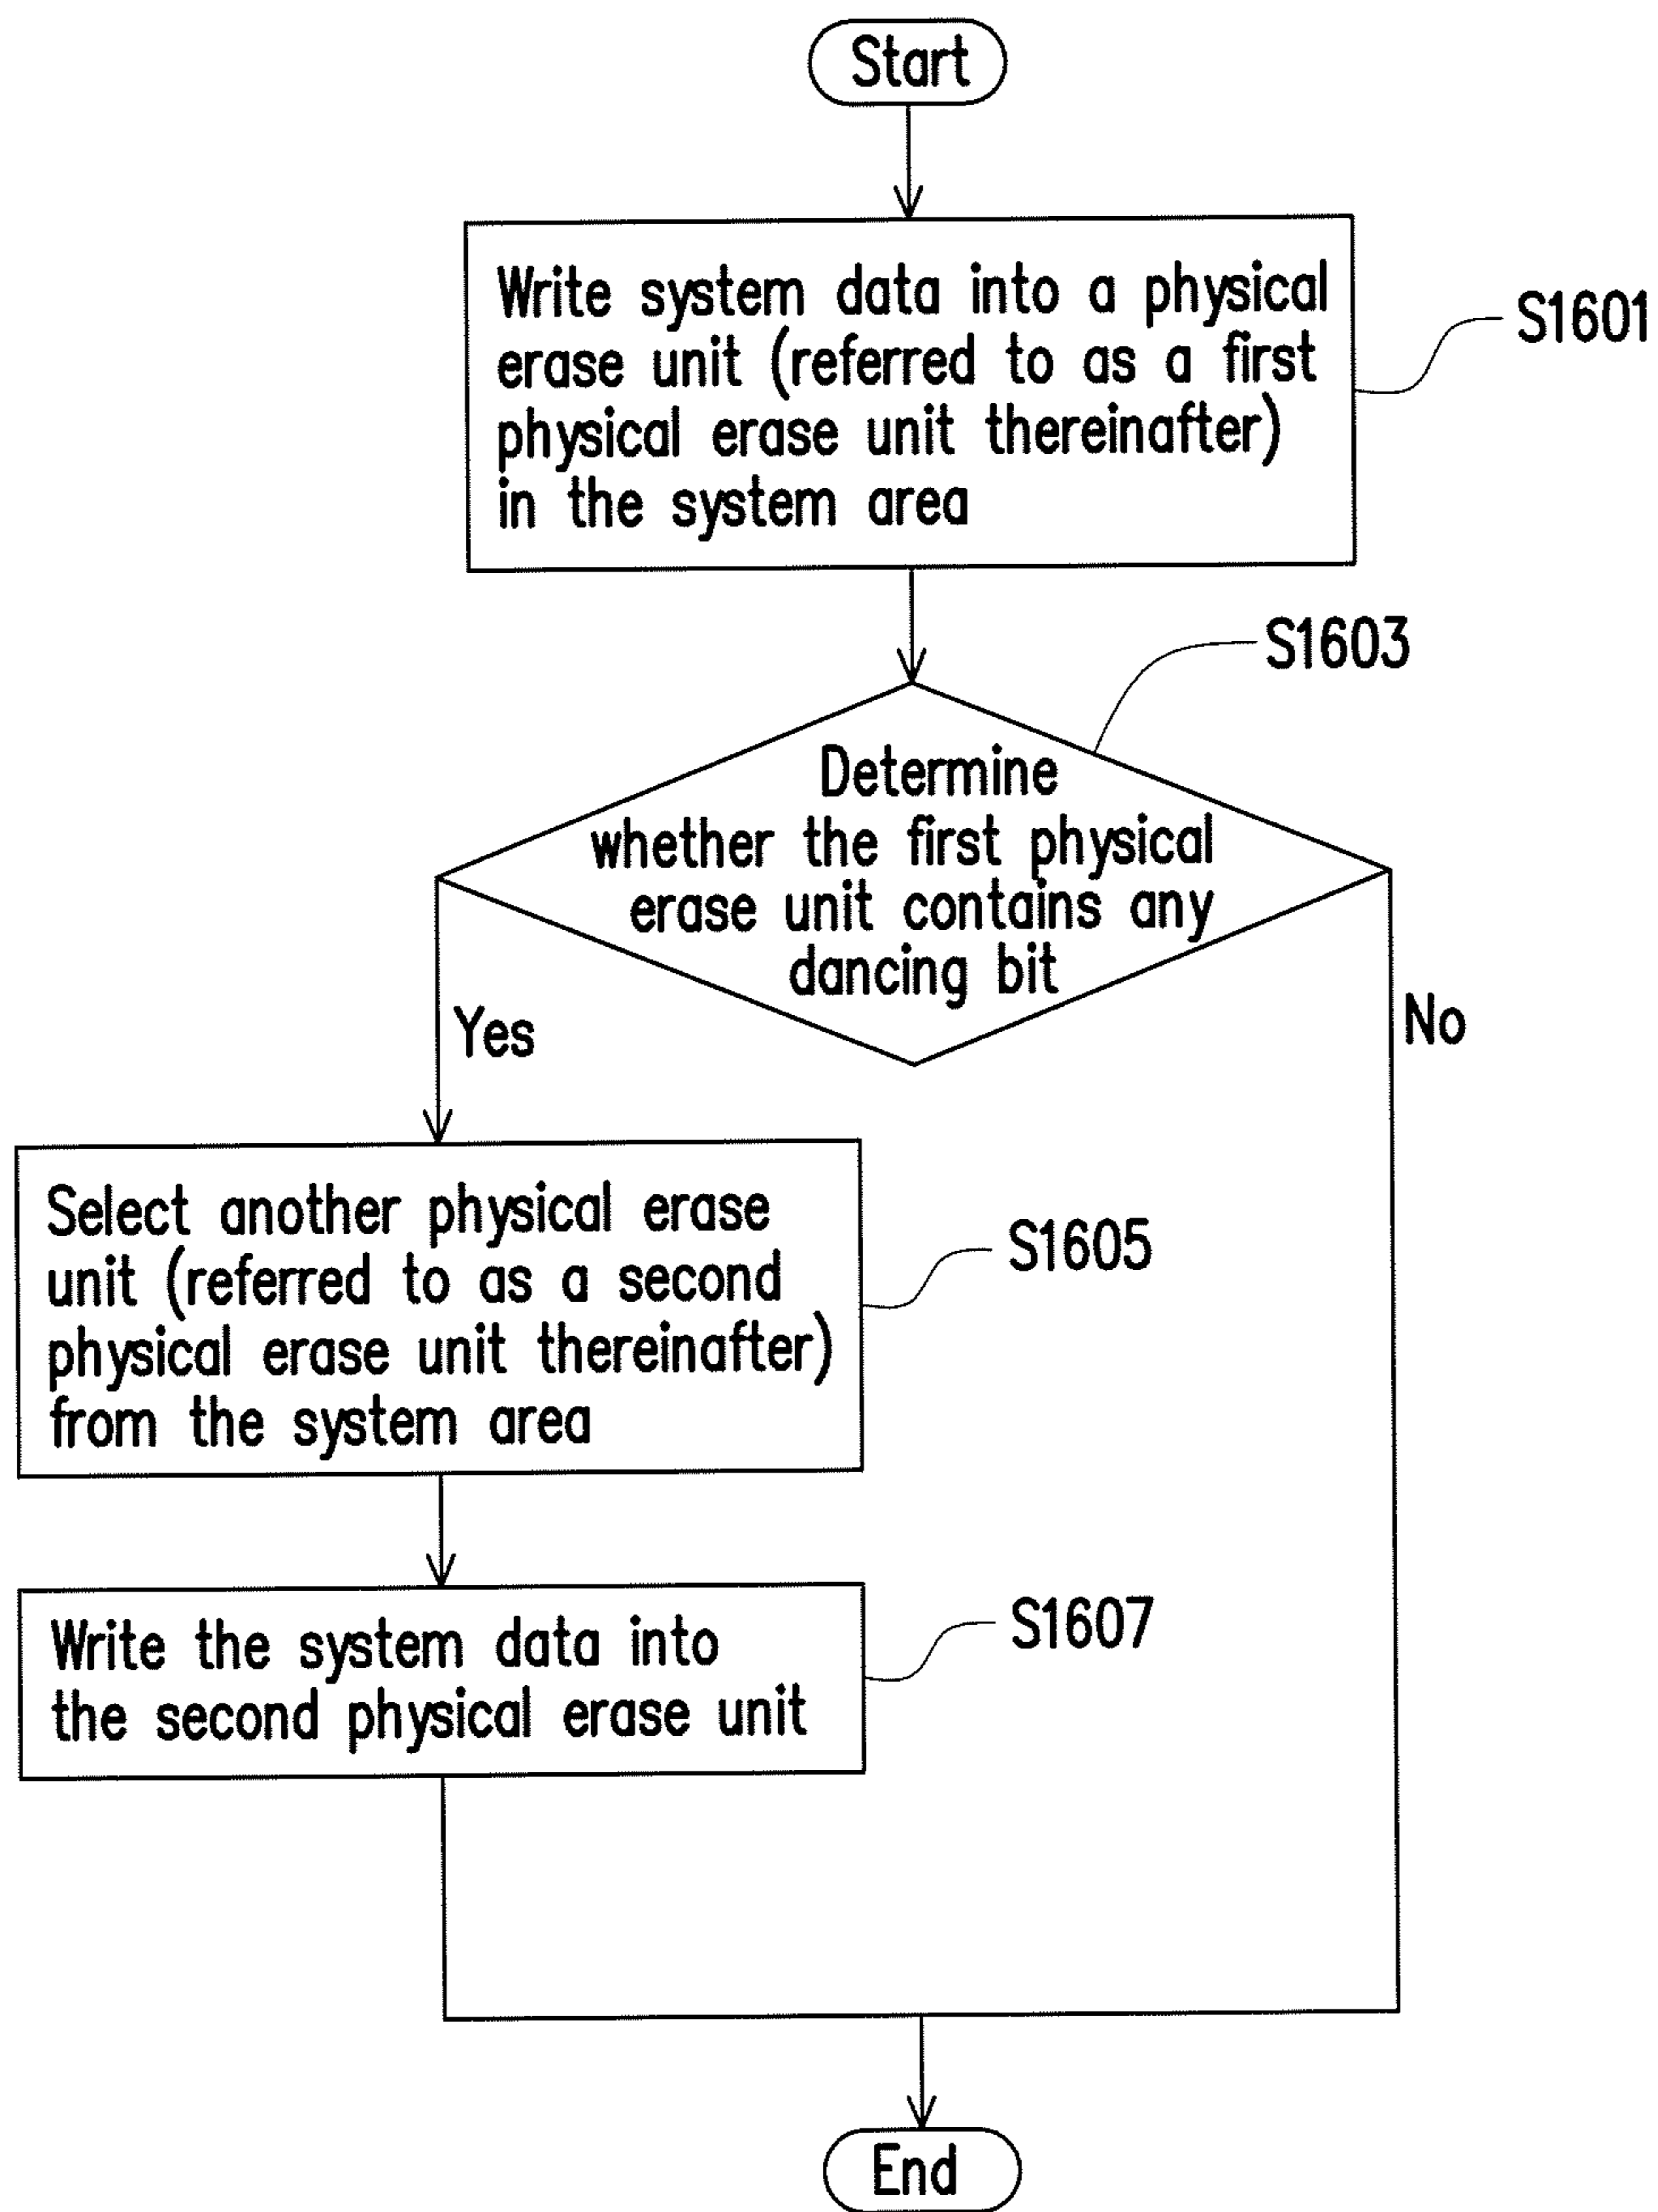 Start
Write system data into a physical
erase unit (referred to as a first
physical erase unit thereinafter)
in the system area
S1601
S1603
Determine
whether the first physical
erase unit contains any
dancing bit
Yes
No
Select another physical erase
unit (referred to as a second
physical erase unit thereinafter)
from the system area
S1605
Write the system data into
the second physical erase unit
S1607
End